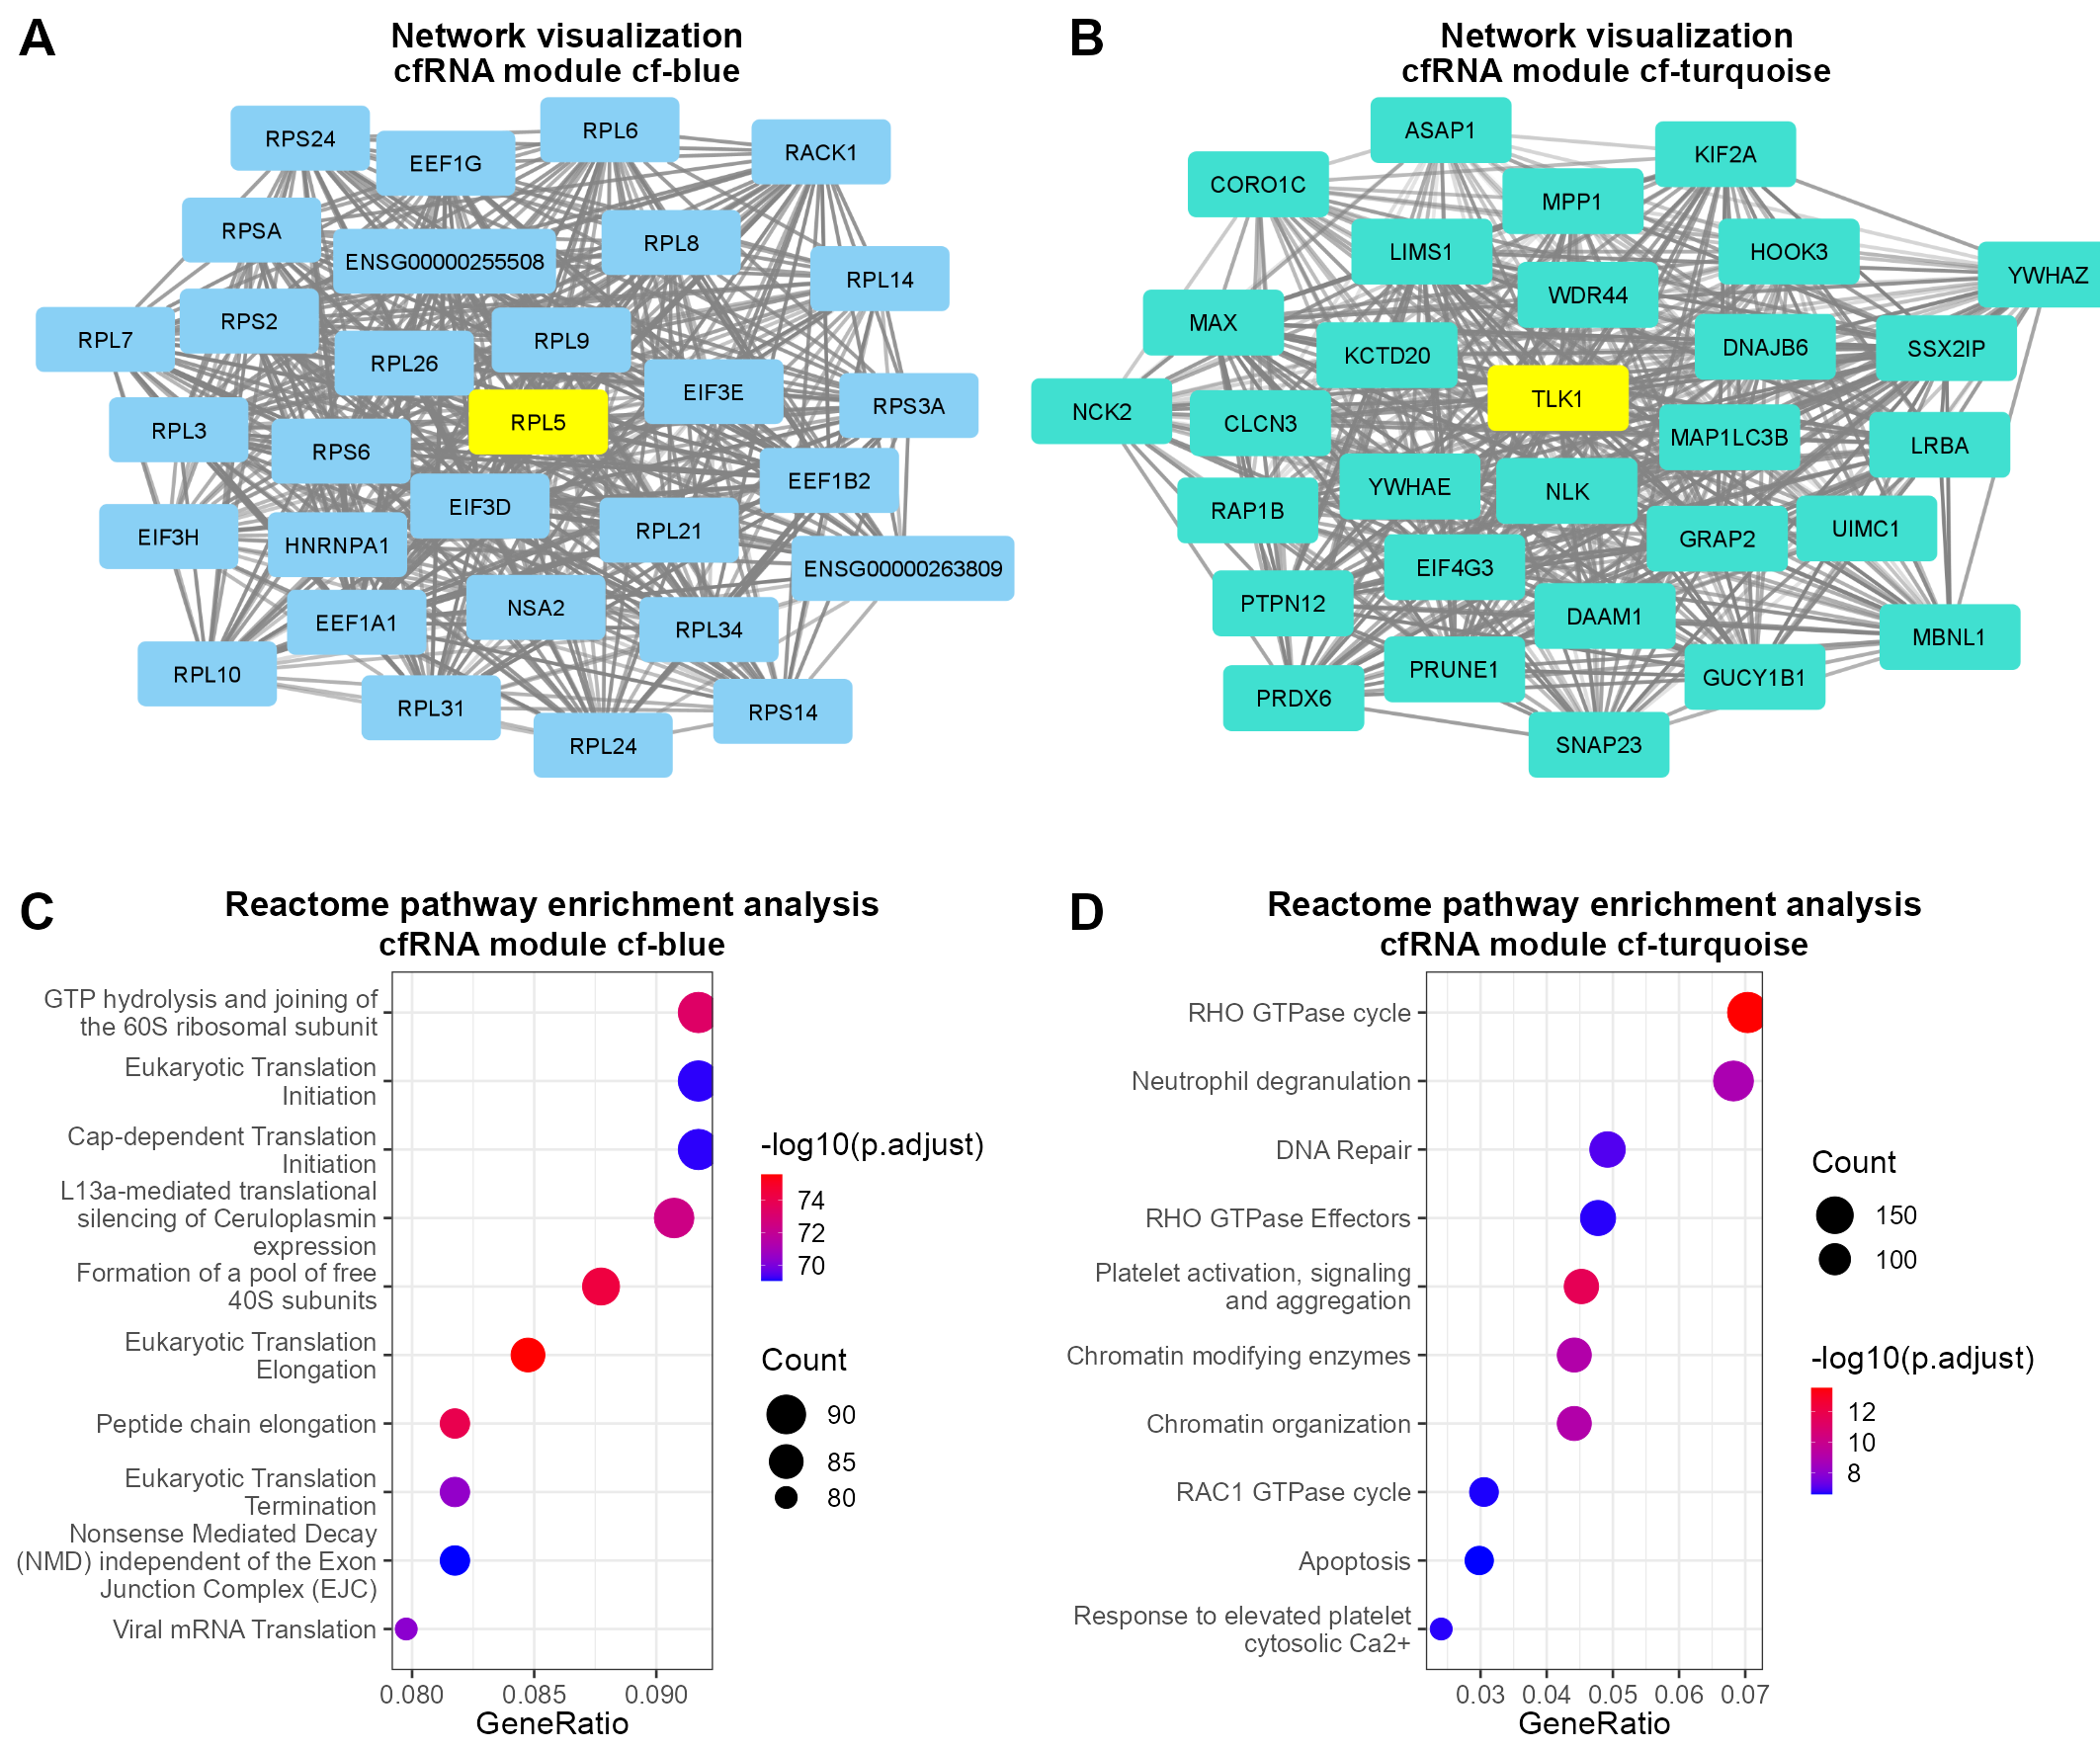 A
Network visualization
cfRNA module cf-blue
RPS24
EEF1G
RPL6
RACK1
RPSA
ENSG00000255508
RPL8
RPL14
RPL7
RPS2
RPL26
RPL9
EIF3E
RPS3A
RPL3
RPS6
RPL5
EEF1B2
EIF3D
RPL21
EIF3H
HNRNPA1
ENSG00000263809
EEF1A1
NSA2
RPL34
RPL10
RPL31
RPL24
RPS14
B
Network visualization
cfRNA module cf-turquoise
ASAP1
KIF2A
CORO1C
MPP1
LIMS1
HOOK3
YWHAZ
WDR44
MAX
KCTD20
DNAJB6
SSX2IP
TLK1
NCK2
CLCN3
MAP1LC3B
LRBA
YWHAE
NLK
RAP1B
GRAP2
UIMC1
EIF4G3
PTPN12
DAAM1
MBNL1
PRUNE1
GUCY1B1
PRDX6
SNAP23
C
Reactome pathway enrichment analysis
cfRNA module cf-blue
GTP hydrolysis and joining of
the 60S ribosomal subunit
Eukaryotic Translation
Initiation
Cap-dependent Translation
Initiation
L13a-mediated translational
silencing of Ceruloplasmin
expression
Formation of a pool of free
40S subunits
Eukaryotic Translation
Elongation
Peptide chain elongation
Eukaryotic Translation
Termination
Nonsense Mediated Decay
(NMD) independent of the Exon
Junction Complex (EJC)
Viral mRNA Translation
0.080 0.085 0.090
GeneRatio
-log10(p.adjust)
74
72
70
Count
90
85
80
D
Reactome pathway enrichment analysis
cfRNA module cf-turquoise
RHO GTPase cycle
Neutrophil degranulation
DNA Repair
RHO GTPase Effectors
Platelet activation, signaling
and aggregation
Chromatin modifying enzymes
Chromatin organization
RAC1 GTPase cycle
Apoptosis
Response to elevated platelet
cytosolic Ca2+
0.03 0.04 0.05 0.06 0.07
GeneRatio
Count
150
100
-log10(p.adjust)
12
10
8